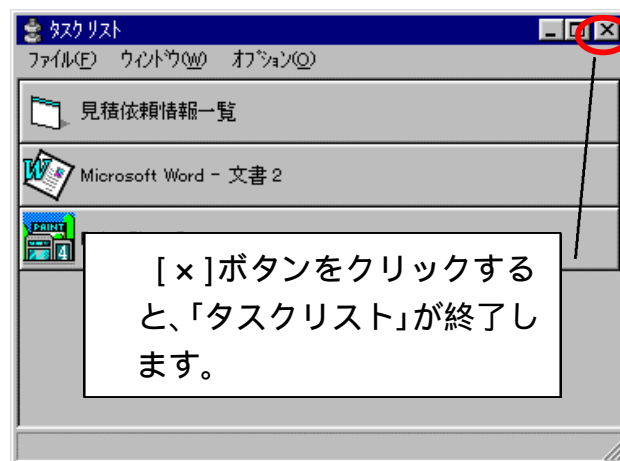 タスクリスト
ファイル(F) ウィンドウ(W) オプション(O)
見積依頼情報一覧
Microsoft Word - 文書 2
PAINT
4
[×]ボタンをクリックする
と、「タスクリスト」が終了し
ます。